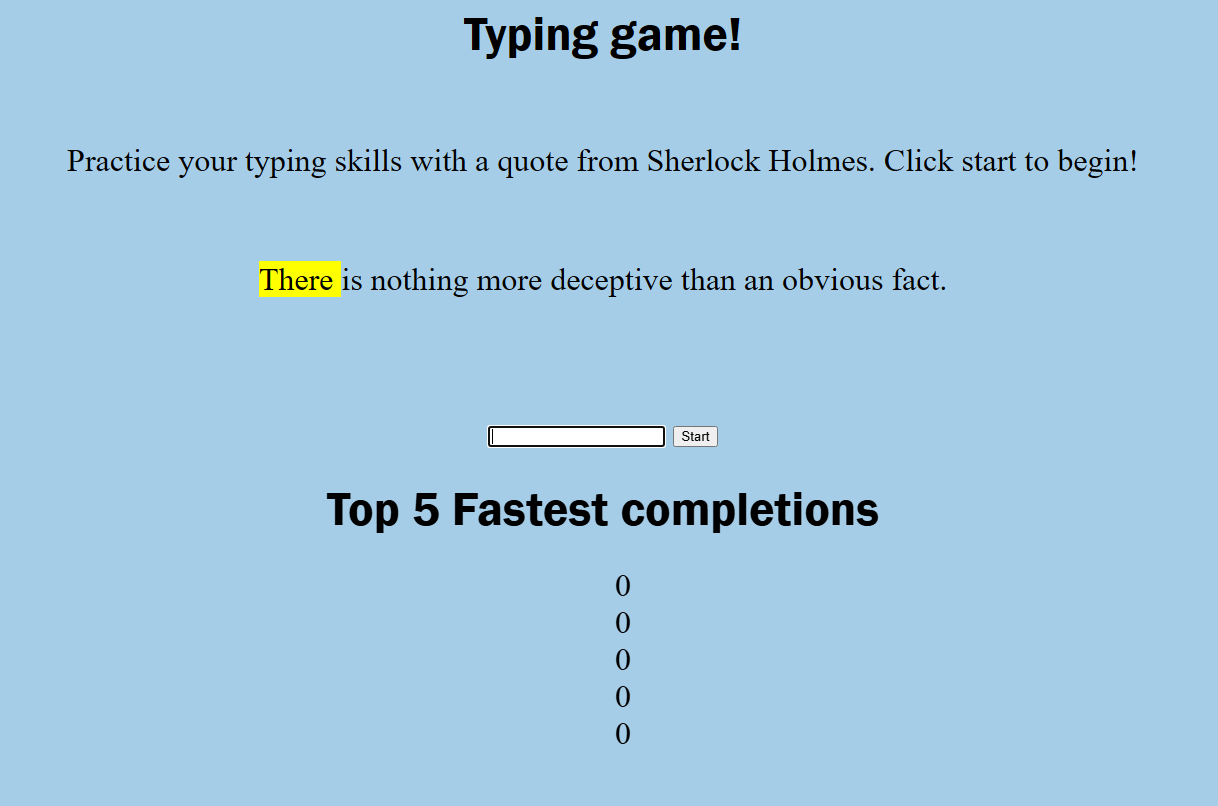 Typing game!
Practice your typing skills with a quote from Sherlock Holmes. Click start to begin!
There is nothing more deceptive than an obvious fact.
Start
Top 5 Fastest completions
0
0
0
0
0